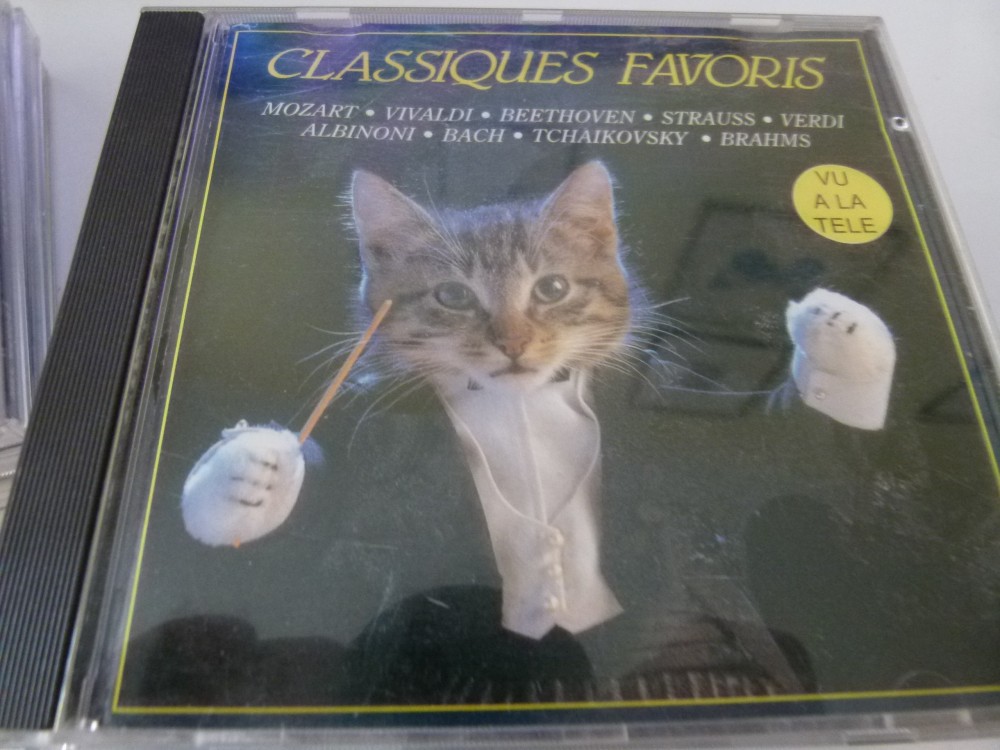 CLASSIQUES FAVORIS
MOZART • VIVALDI • BEETHOVEN • STRAUSS • VERDI
ALBINONI • BACH • TCHAIKOVSKY • BRAHMS
VU
A LA
TELE